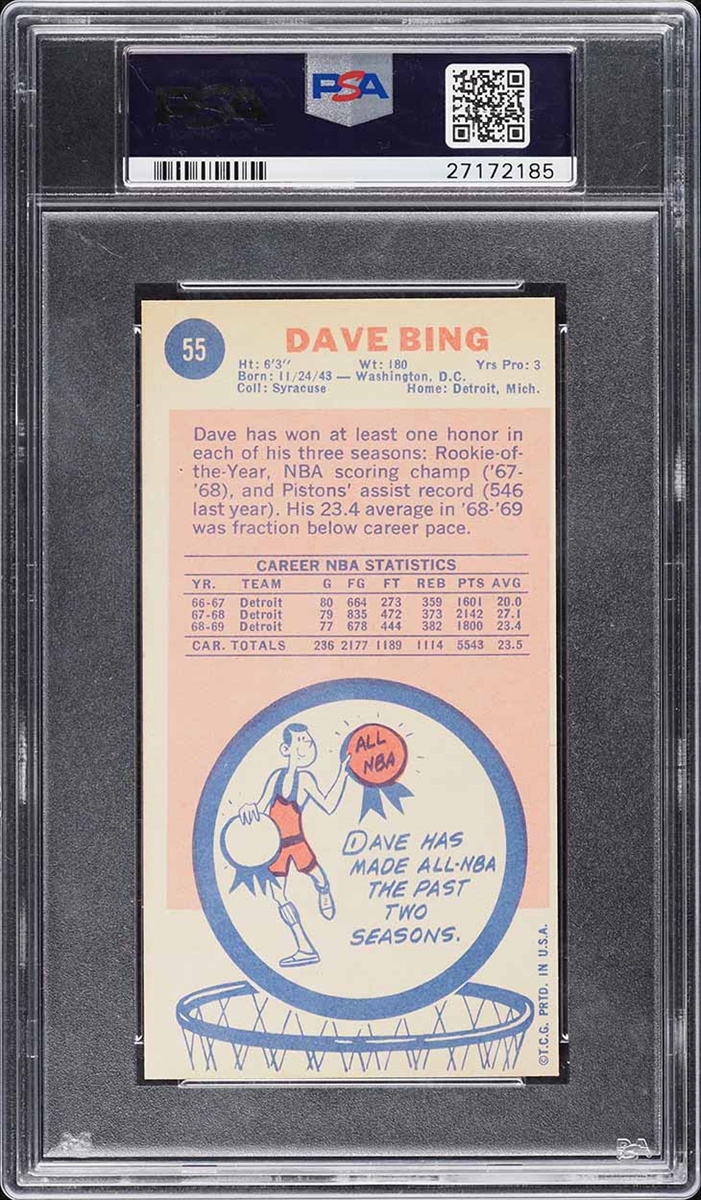 PSA
PSA
27172185
55
DAVE BING
Ht: 6'3" Wt: 180 Yrs Pro: 3
Born: 11/24/43 — Washington, D.C.
Coll: Syracuse Home: Detroit, Mich.
Dave has won at least one honor in
each of his three seasons: Rookie-of-
the-Year, NBA scoring champ ('67-
'68), and Pistons' assist record (546
last year). His 23.4 average in '68-'69
was fraction below career pace.
CAREER NBA STATISTICS
YR. TEAM G FG FT REB PTS AVG
66-67 Detroit 80 664 273 359 1601 20.0
67-68 Detroit 79 835 472 373 2142 27.1
68-69 Detroit 77 678 444 382 1800 23.4
CAR. TOTALS 236 2177 1189 1114 5543 23.5
ALL
NBA
DAVE HAS
MADE ALL-NBA
THE PAST
TWO
SEASONS.
©T.C.G. PRTD. IN U.S.A.
PSA